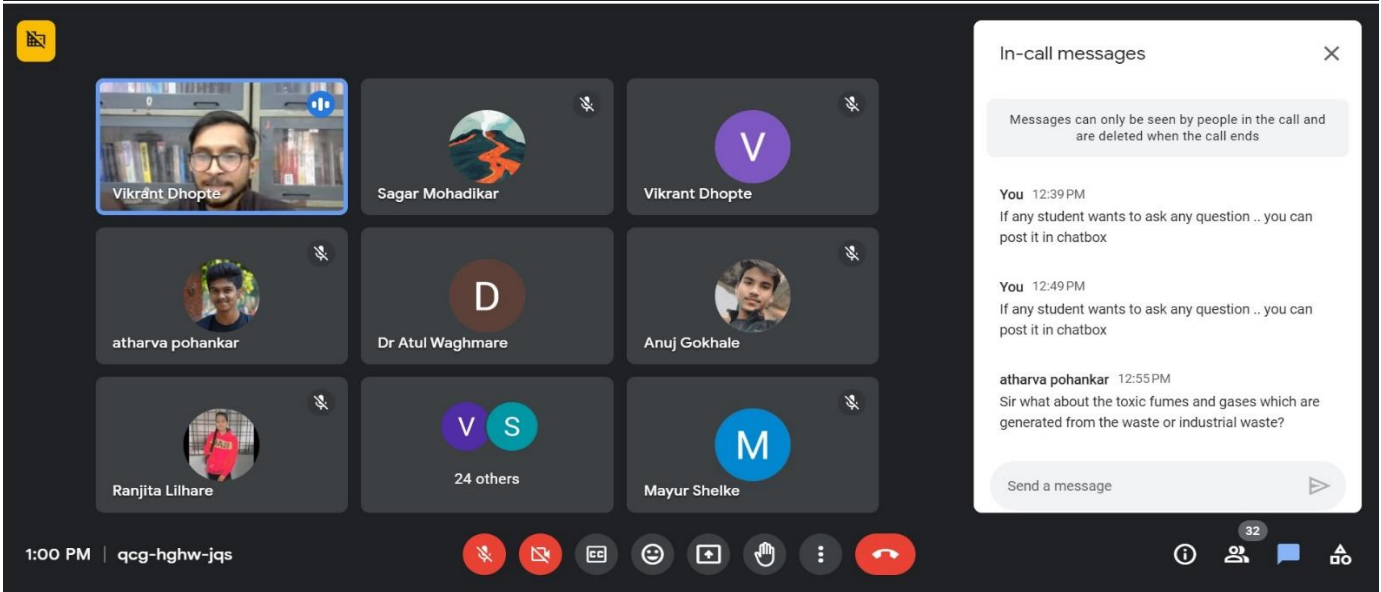 In-call messages
Messages can only be seen by people in the call and
are deleted when the call ends
Vikrant Dhopte
Sagar Mohadikar
V
Vikrant Dhopte
You 12:39 PM
If any student wants to ask any question .. you can
post it in chatbox
atharva pohankar
D
Dr Atul Waghmare
Anuj Gokhale
You 12:49 PM
If any student wants to ask any question .. you can
post it in chatbox
Ranjita Lilhare
V S
24 others
M
Mayur Shelke
atharva pohankar 12:55 PM
Sir what about the toxic fumes and gases which are
generated from the waste or industrial waste?
Send a message
1:00 PM | qcg-hghw-jqs
CC
32